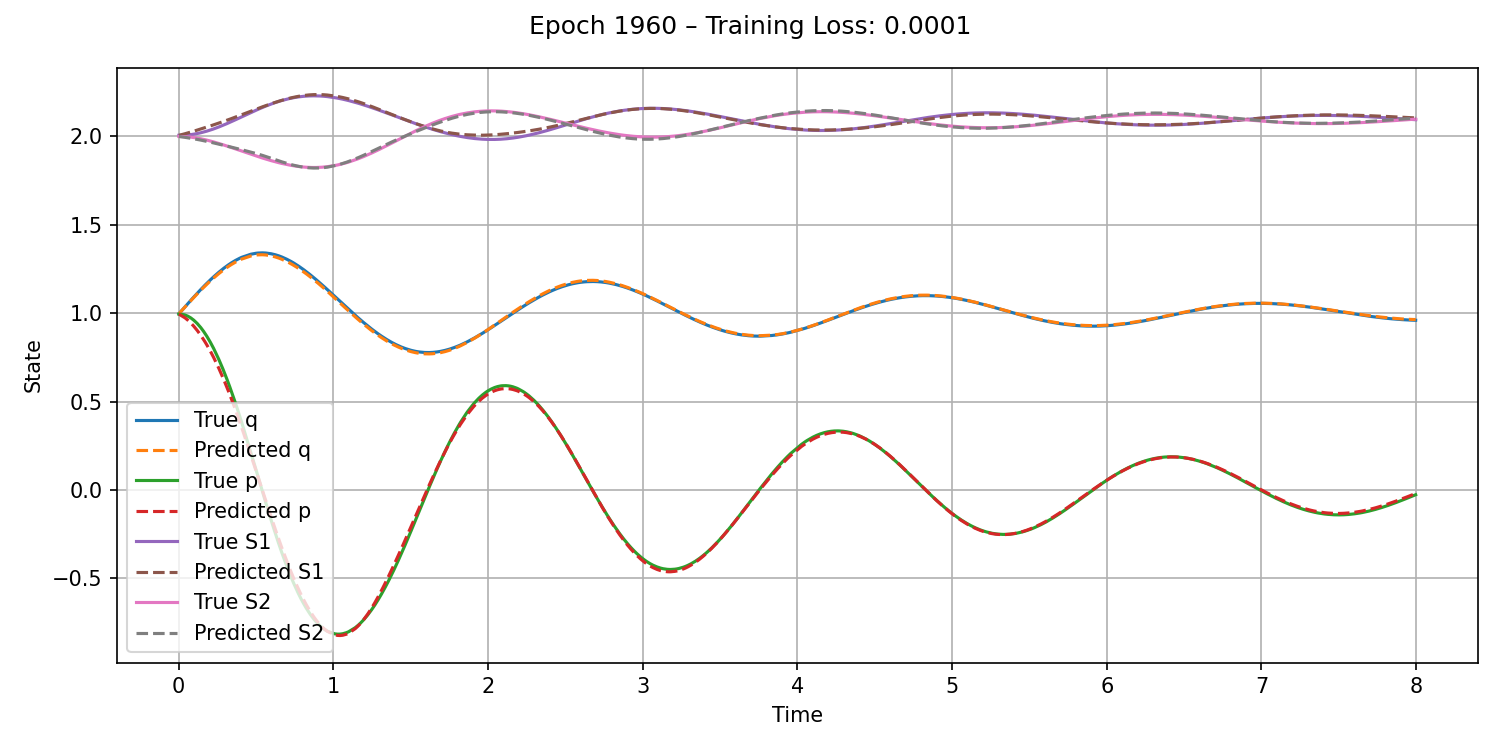 Epoch 1960 – Training Loss: 0.0001
State
2.0
1.5
1.0
0.5
0.0
−0.5
True q
Predicted q
True p
Predicted p
True S1
Predicted S1
True S2
Predicted S2
0 1 2 3 4 5 6 7 8
Time